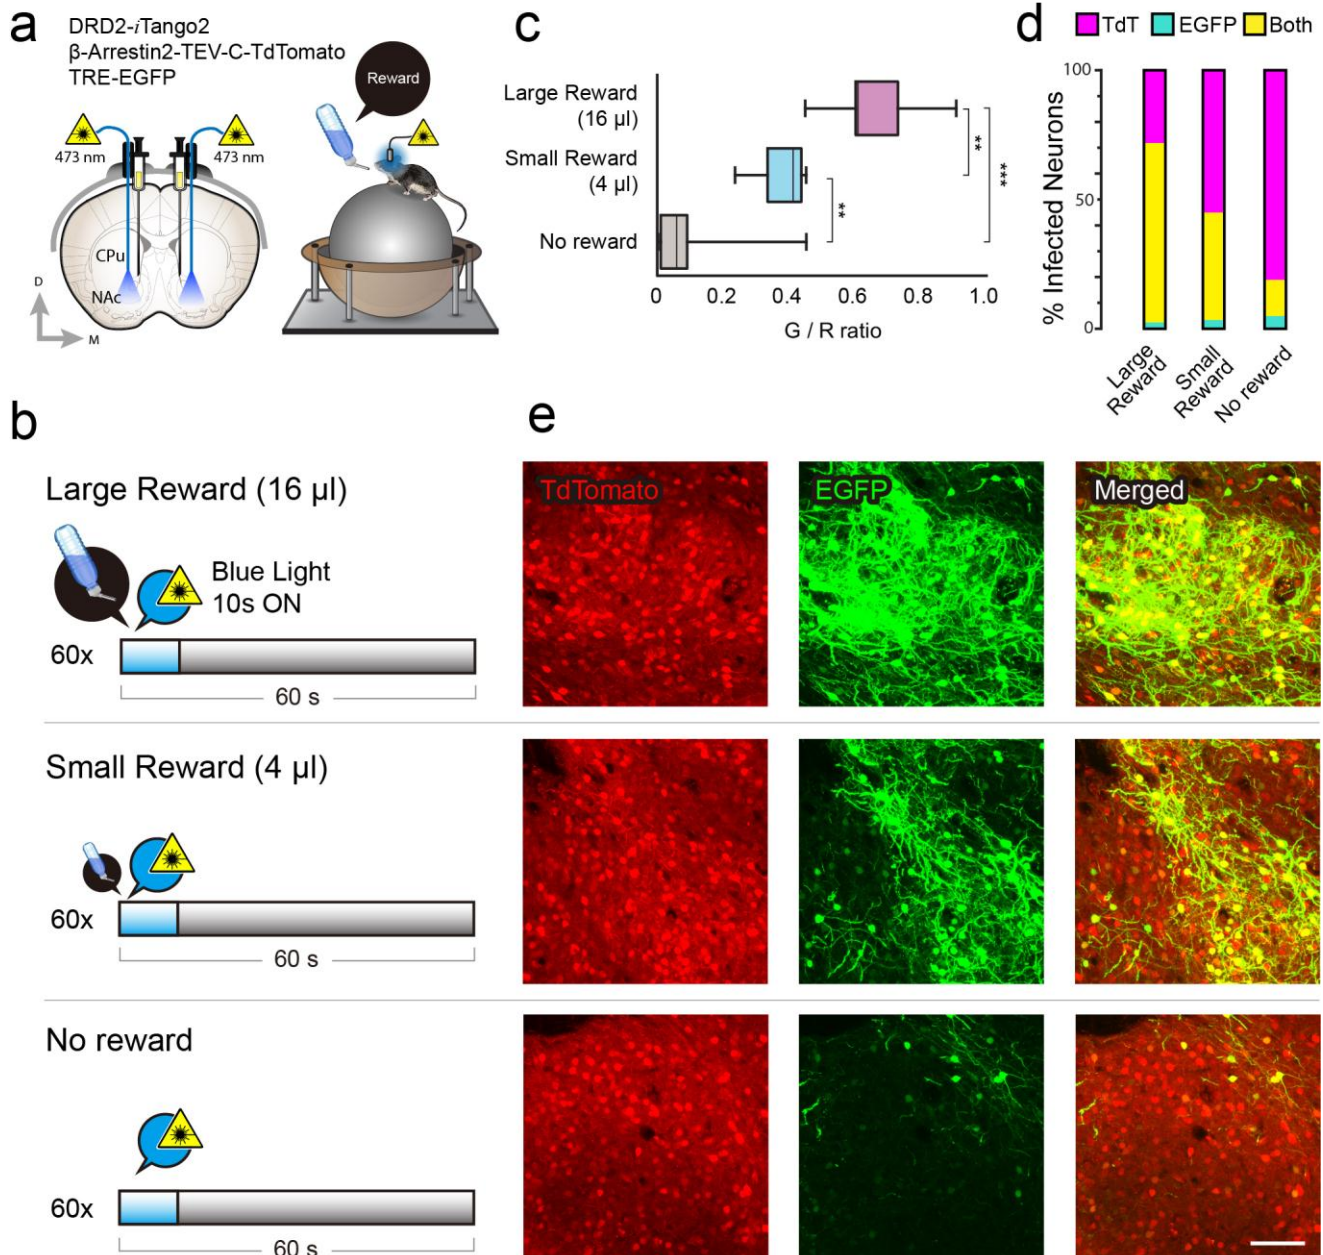 a
DRD2-iTango2
β-Arrestin2-TEV-C-TdTomato
TRE-EGFP
Reward
473 nm
473 nm
CPu
NAc
D
M
c
Large Reward
(16 µl)
Small Reward
(4 µl)
No reward
**
**
***
0 0.2 0.4 0.6 0.8 1.0
G / R ratio
d
TdT EGFP Both
% Infected Neurons
100
50
0
Large
Reward
Small
Reward
No reward
b
Large Reward (16 µl)
Blue Light
10s ON
60x
60 s
Small Reward (4 µl)
60x
60 s
No reward
60x
60 s
e
TdTomato EGFP Merged